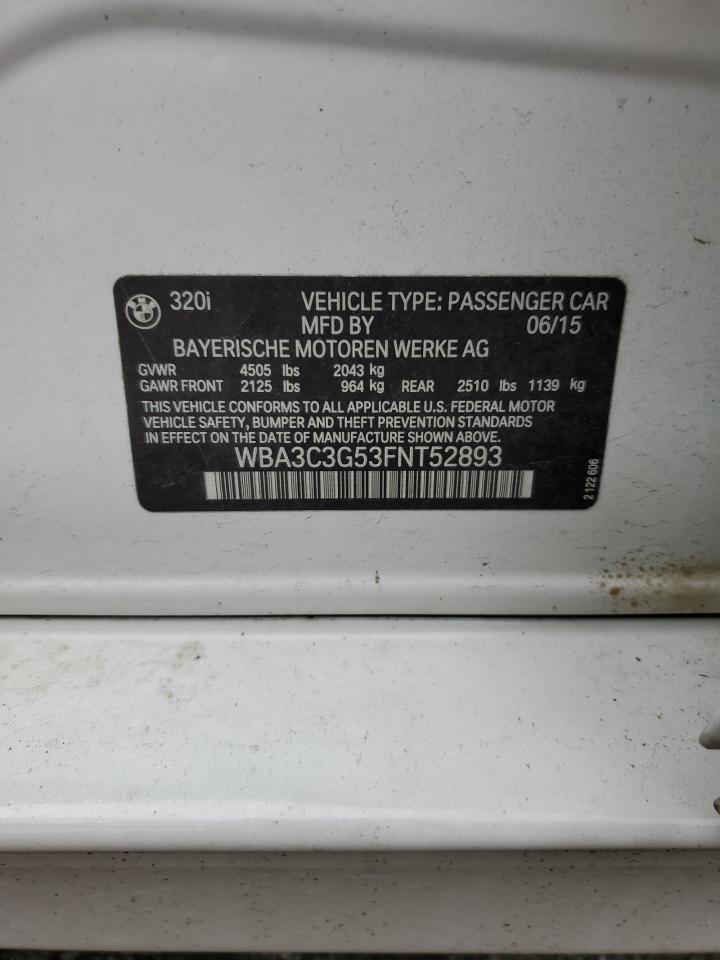 320i VEHICLE TYPE: PASSENGER CAR
MFD BY 06/15
BAYERISCHE MOTOREN WERKE AG
GVWR 4505 lbs 2043 kg
GAWR FRONT 2125 lbs 964 kg REAR 2510 lbs 1139 kg
THIS VEHICLE CONFORMS TO ALL APPLICABLE U.S. FEDERAL MOTOR
VEHICLE SAFETY, BUMPER AND THEFT PREVENTION STANDARDS
IN EFFECT ON THE DATE OF MANUFACTURE SHOWN ABOVE.
WBA3C3G53FNT52893
2 122 606